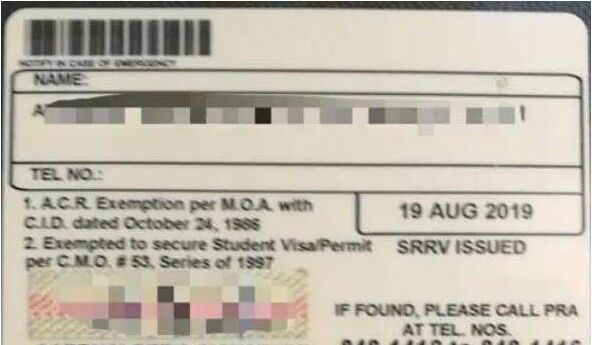 NOTIFY IN CASE OF EMERGENCY
NAME:
TEL NO.:
1. A.C.R. Exemption per M.O.A. with
C.I.D. dated October 24, 1986
19 AUG 2019
2. Exempted to secure Student Visa/Permit
per C.M.O. # 53, Series of 1997
SRRV ISSUED
IF FOUND, PLEASE CALL PRA
AT TEL. NOS.